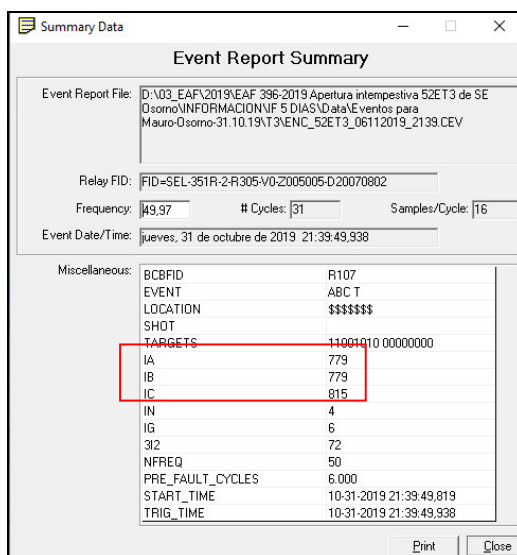 Summary Data
Event Report Summary
Event Report File: D:\03_EAF\2019\EAF 396-2019 Apertura intempestiva 52ET3 de SE
Osorno\INFORMACION\IF 5 DIAS\Data\Eventos para
Mauro-Osorno-31.10.19\T3\ENC_52ET3_06112019_2139.CEV
Relay FID: FID=SEL-351R-2-R305-V0-Z005005-D20070802
Frequency: 49,97 # Cycles: 31 Samples/Cycle: 16
Event Date/Time: jueves, 31 de octubre de 2019 21:39:49,938
Miscellaneous: BCBFID R107
EVENT ABC T
LOCATION $$$$$$$
SHOT
TARGETS 11001010 00000000
IA 779
IB 779
IC 815
IN 4
IG 6
3I2 72
NFREQ 50
PRE_FAULT_CYCLES 6.000
START_TIME 10-31-2019 21:39:49,819
TRIG_TIME 10-31-2019 21:39:49,938
Print Close